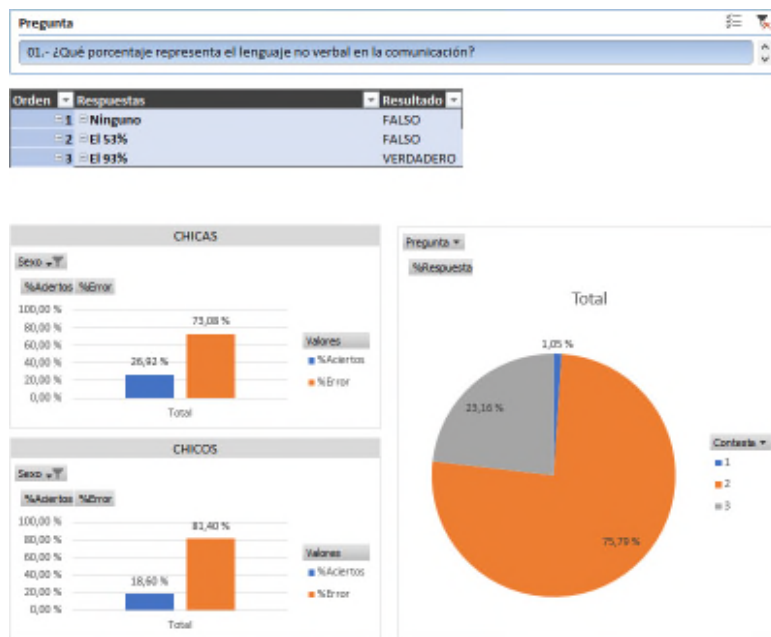 Pregunta
01.- ¿Qué porcentaje representa el lenguaje no verbal en la comunicación?
Orden Respuestas Resultado
1 Ninguno FALSO
2 El 53% FALSO
3 El 93% VERDADERO
CHICAS
Sexo
%Aciertos %Error
100,00 %
80,00 %
60,00 %
40,00 %
20,00 %
0,00 %
26,92 %
73,08 %
Total
Valores
%Aciertos
%Error
CHICOS
Sexo
%Aciertos %Error
100,00 %
80,00 %
60,00 %
40,00 %
20,00 %
0,00 %
18,60 %
81,40 %
Total
Valores
%Aciertos
%Error
Pregunta
%Respuesta
Total
1,05 %
23,16 %
75,79 %
Contesta
1
2
3